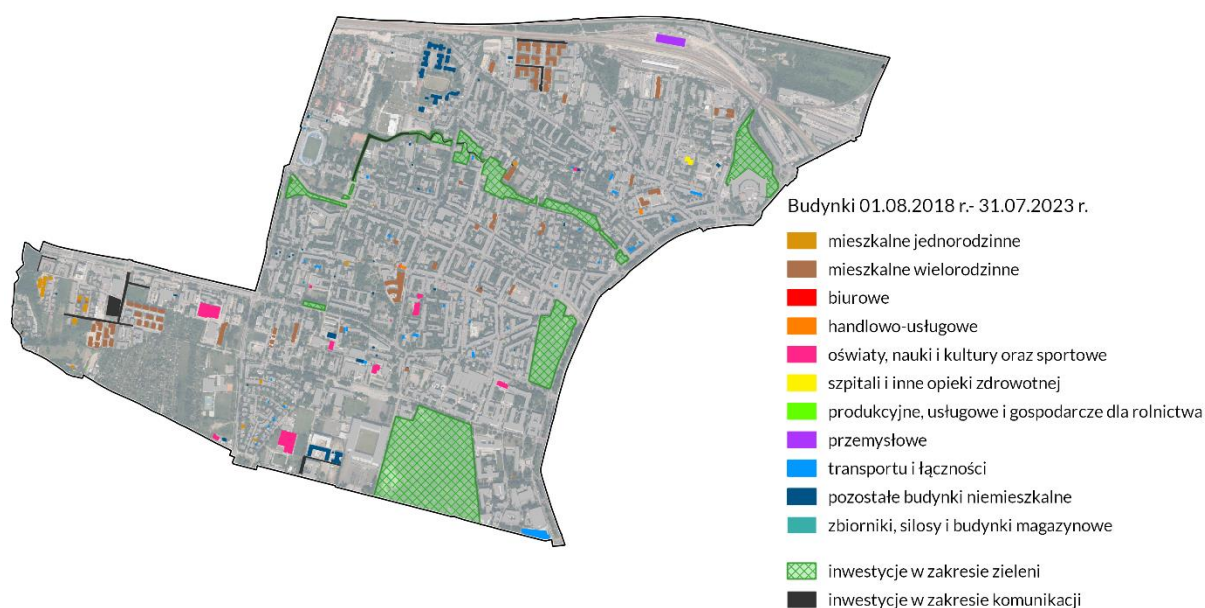 Budynki 01.08.2018 r.- 31.07.2023 r.
mieszkalne jednorodzinne
mieszkalne wielorodzinne
biurowe
handlowo-usługowe
oświaty, nauki i kultury oraz sportowe
szpitali i inne opieki zdrowotnej
produkcyjne, usługowe i gospodarcze dla rolnictwa
przemysłowe
transportu i łączności
pozostałe budynki niemieszkalne
zbiorniki, silosy i budynki magazynowe
inwestycje w zakresie zieleni
inwestycje w zakresie komunikacji